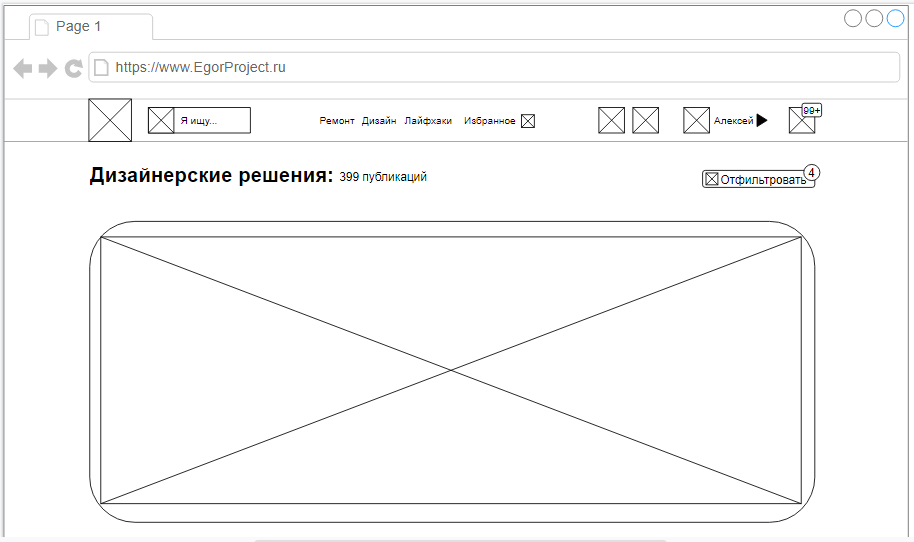 Page 1
https://www.EgorProject.ru
Я ищу...
Ремонт Дизайн Лайфхаки Избранное
Алексей
99+
Дизайнерские решения: 399 публикаций
Отфильтровать
4